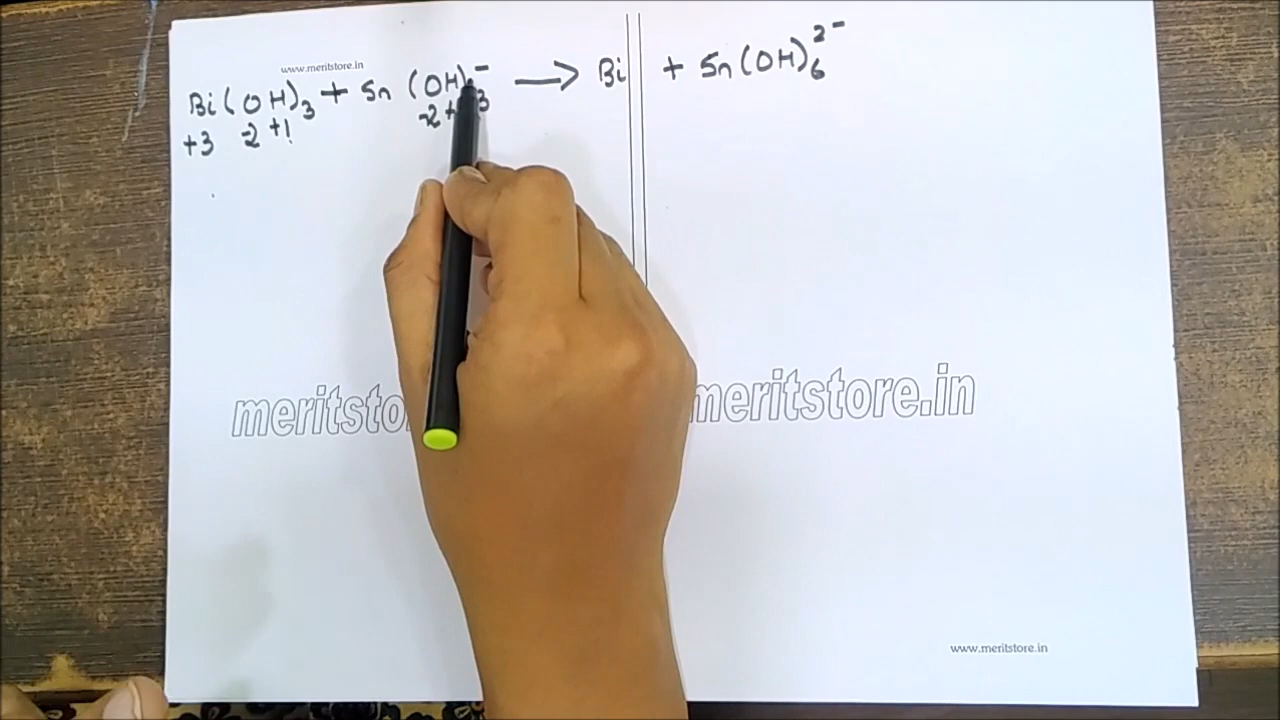 www.meritstore.in
Bi(OH)₃ + Sn(OH)₃⁻ ⟶ Bi + Sn(OH)₆²⁻
+3 -2 +1 -2 +
meritsto meritstore.in
www.meritstore.in